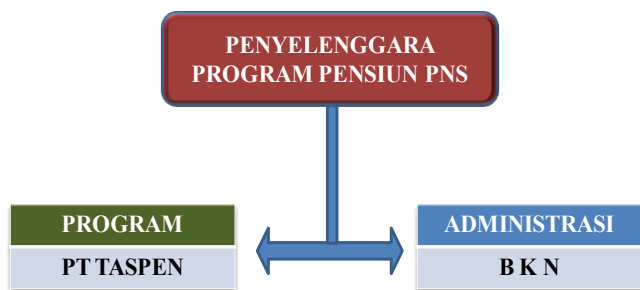 PENYELENGGARA
PROGRAM PENSIUN PNS
PROGRAM
PT TASPEN
ADMINISTRASI
B K N